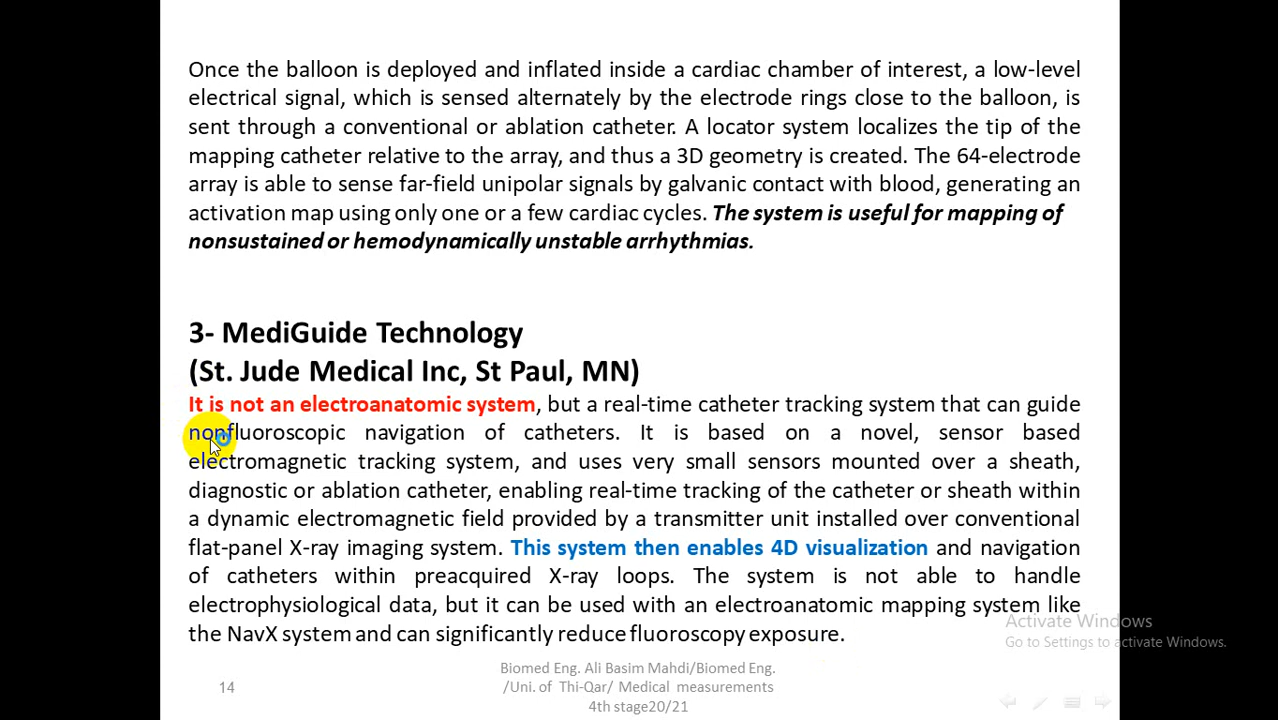 Once the balloon is deployed and inflated inside a cardiac chamber of interest, a low-level
electrical signal, which is sensed alternately by the electrode rings close to the balloon, is
sent through a conventional or ablation catheter. A locator system localizes the tip of the
mapping catheter relative to the array, and thus a 3D geometry is created. The 64-electrode
array is able to sense far-field unipolar signals by galvanic contact with blood, generating an
activation map using only one or a few cardiac cycles. The system is useful for mapping of
nonsustained or hemodynamically unstable arrhythmias.
3- MediGuide Technology
(St. Jude Medical Inc, St Paul, MN)
It is not an electroanatomic system, but a real-time catheter tracking system that can guide
nonfluoroscopic navigation of catheters. It is based on a novel, sensor based
electromagnetic tracking system, and uses very small sensors mounted over a sheath,
diagnostic or ablation catheter, enabling real-time tracking of the catheter or sheath within
a dynamic electromagnetic field provided by a transmitter unit installed over conventional
flat-panel X-ray imaging system. This system then enables 4D visualization and navigation
of catheters within preacquired X-ray loops. The system is not able to handle
electrophysiological data, but it can be used with an electroanatomic mapping system like
the NavX system and can significantly reduce fluoroscopy exposure.
Activate Windows
Go to Settings to activate Windows.
14
Biomed Eng. Ali Basim Mahdi/Biomed Eng.
/Uni. of Thi-Qar/ Medical measurements
4th stage20/21